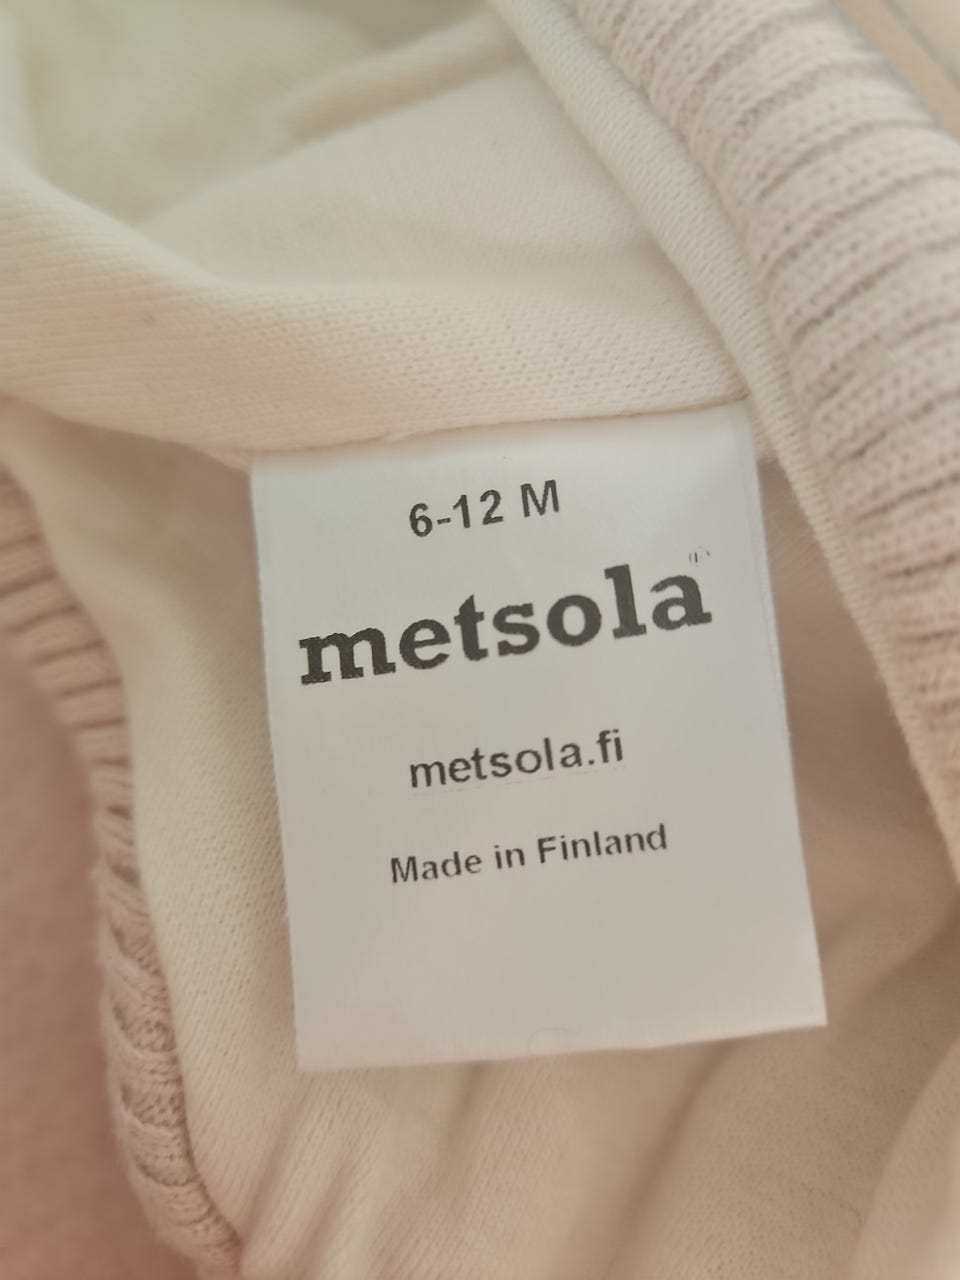 6-12 M
metsola
metsola.fi
Made in Finland